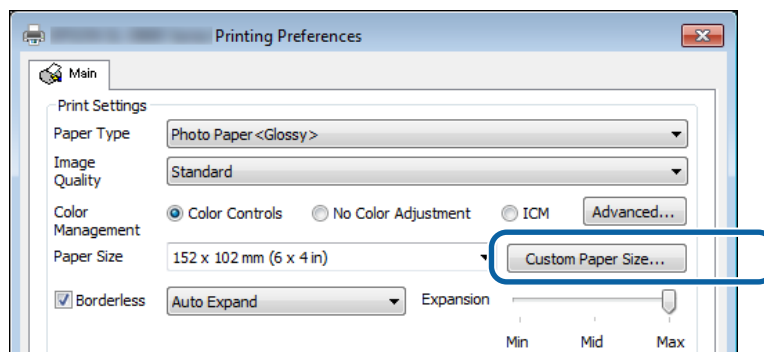 Printing Preferences
Main
Print Settings
Paper Type Photo Paper<Glossy>
Image Quality Standard
Color Management Color Controls No Color Adjustment ICM Advanced...
Paper Size 152 x 102 mm (6 x 4 in) Custom Paper Size...
Borderless Auto Expand Expansion
Min Mid Max